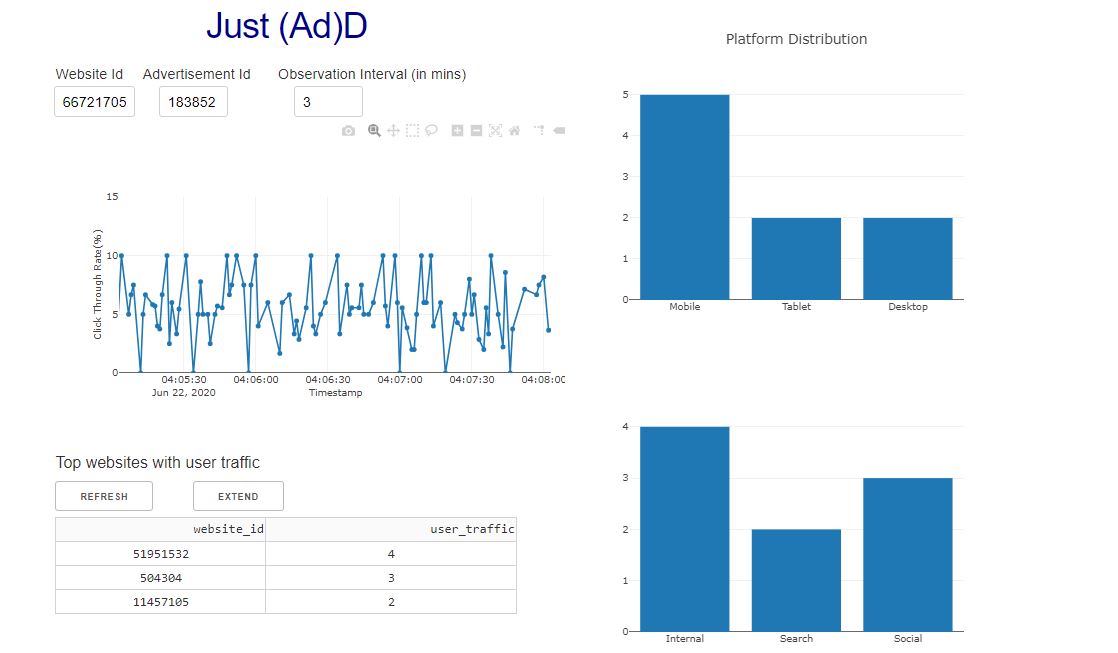 Just (Ad)D
Website Id Advertisement Id Observation Interval (in mins)
66721705 183852 3
15
10
5
0
Click Through Rate(%)
04:05:30 04:06:00 04:06:30 04:07:00 04:07:30 04:08:00
Jun 22, 2020
Timestamp
Top websites with user traffic
REFRESH EXTEND
website_id user_traffic
51951532 4
504304 3
11457105 2
Platform Distribution
5
4
3
2
1
0
Mobile Tablet Desktop
4
3
2
1
0
Internal Search Social